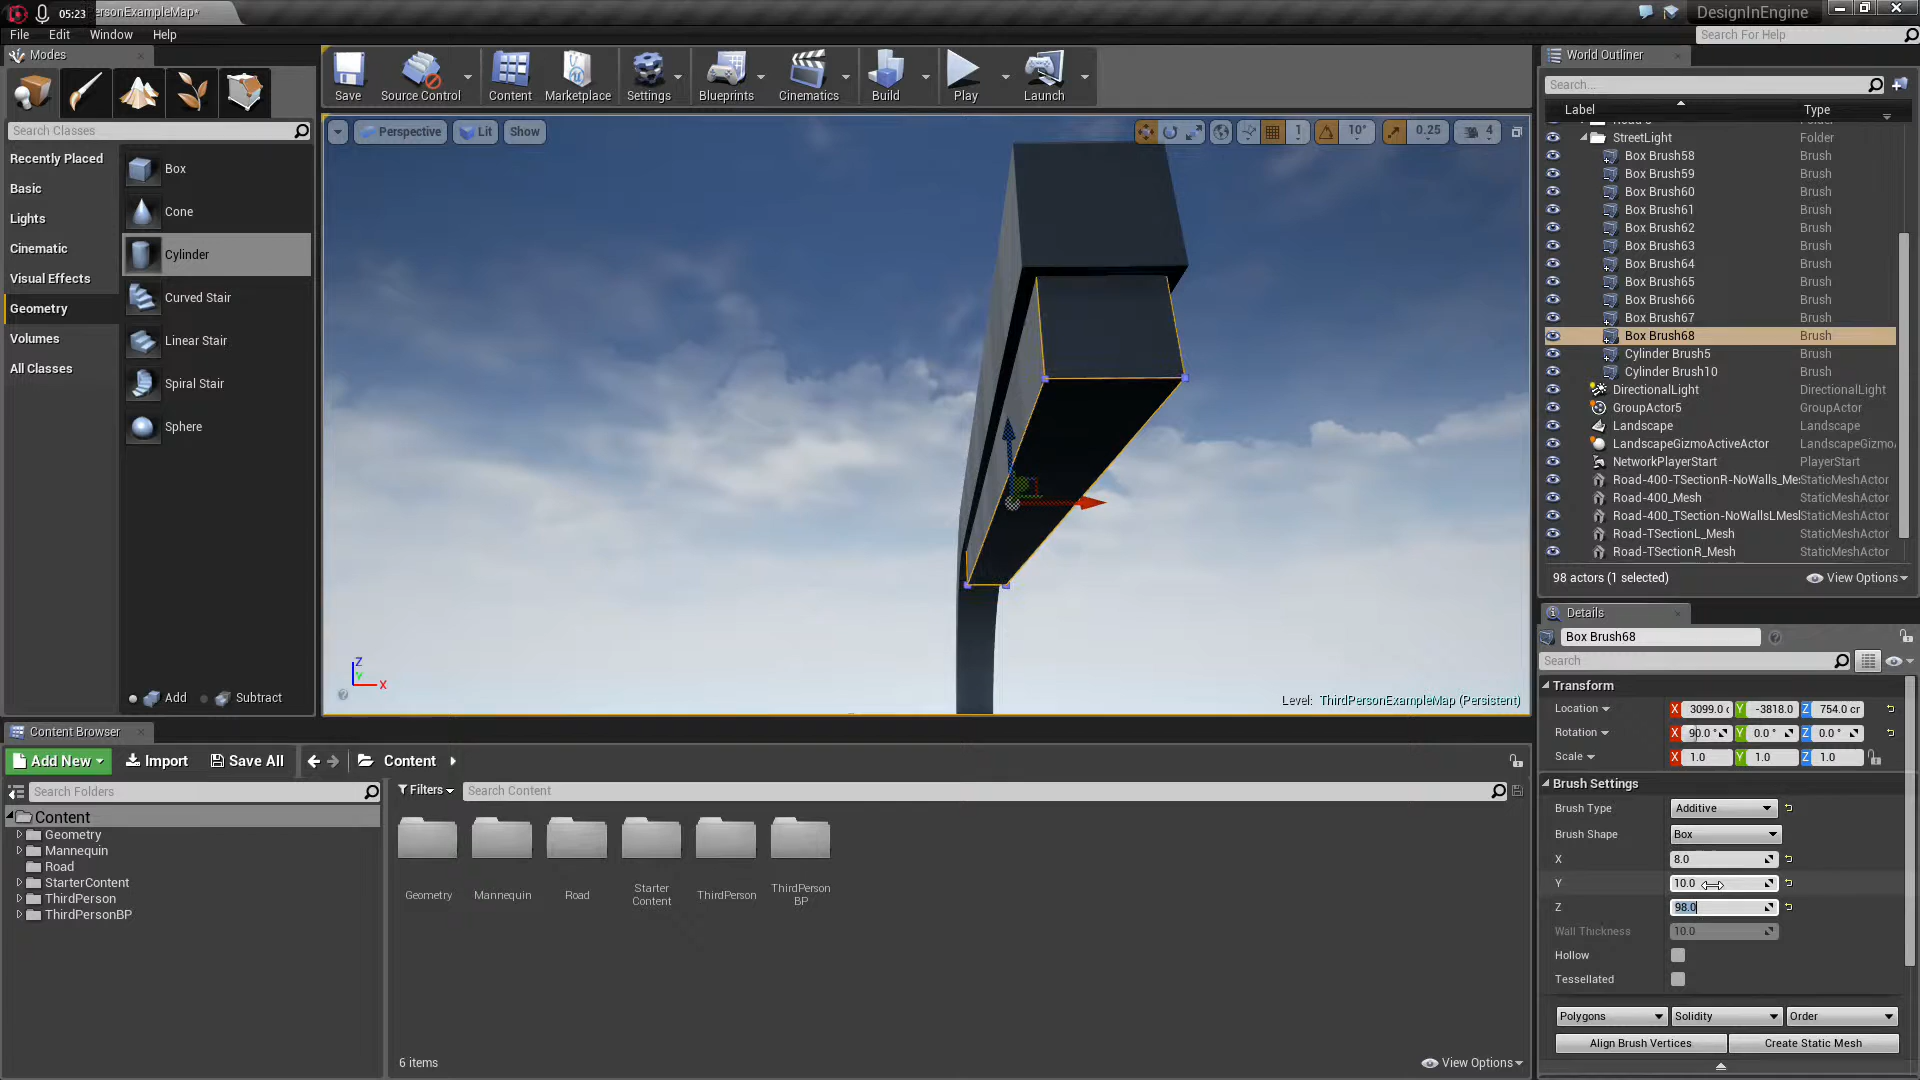 05:23
ersonExampleMap*
DesignInEngine
File Edit Window Help
Search For Help
Modes
Save
Source Control
Content
Marketplace
Settings
Blueprints
Cinematics
Build
Play
Launch
Search Classes
Recently Placed
Basic
Lights
Cinematic
Visual Effects
Geometry
Volumes
All Classes
Box
Cone
Cylinder
Curved Stair
Linear Stair
Spiral Stair
Sphere
Add
Subtract
Perspective
Lit
Show
1
10°
0.25
4
Z
Y
X
Level: ThirdPersonExampleMap (Persistent)
World Outliner
Search...
Label Type
StreetLight Folder
Box Brush58 Brush
Box Brush59 Brush
Box Brush60 Brush
Box Brush61 Brush
Box Brush62 Brush
Box Brush63 Brush
Box Brush64 Brush
Box Brush65 Brush
Box Brush66 Brush
Box Brush67 Brush
Box Brush68 Brush
Cylinder Brush5 Brush
Cylinder Brush10 Brush
DirectionalLight DirectionalLight
GroupActor5 GroupActor
Landscape Landscape
LandscapeGizmoActiveActor LandscapeGizmo
NetworkPlayerStart PlayerStart
Road-400-TSectionR-NoWalls_Me StaticMeshActor
Road-400_Mesh StaticMeshActor
Road-400_TSection-NoWallsLMesl StaticMeshActor
Road-TSectionL_Mesh StaticMeshActor
Road-TSectionR_Mesh StaticMeshActor
98 actors (1 selected)
View Options
Details
Box Brush68
Search
Transform
Location X 3099.0 c Y -3818.0 Z 754.0 cr
Rotation X 90.0 ° Y 0.0 ° Z 0.0 °
Scale X 1.0 Y 1.0 Z 1.0
Brush Settings
Brush Type Additive
Brush Shape Box
X 8.0
Y 10.0
Z 98.0
Wall Thickness 10.0
Hollow
Tessellated
Polygons Solidity Order
Align Brush Vertices Create Static Mesh
Content Browser
Add New Import Save All Content
Search Folders
Filters
Search Content
Content
Geometry
Mannequin
Road
StarterContent
ThirdPerson
ThirdPersonBP
Geometry
Mannequin
Road
Starter
Content
ThirdPerson
ThirdPerson
BP
6 items
View Options